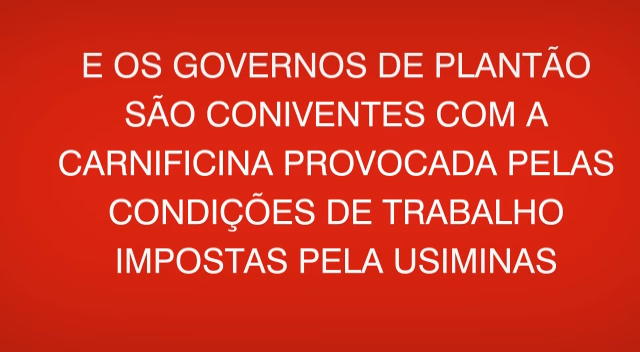 E OS GOVERNOS DE PLANTÃO
SÃO CONIVENTES COM A
CARNIFICINA PROVOCADA PELAS
CONDIÇÕES DE TRABALHO
IMPOSTAS PELA USIMINAS